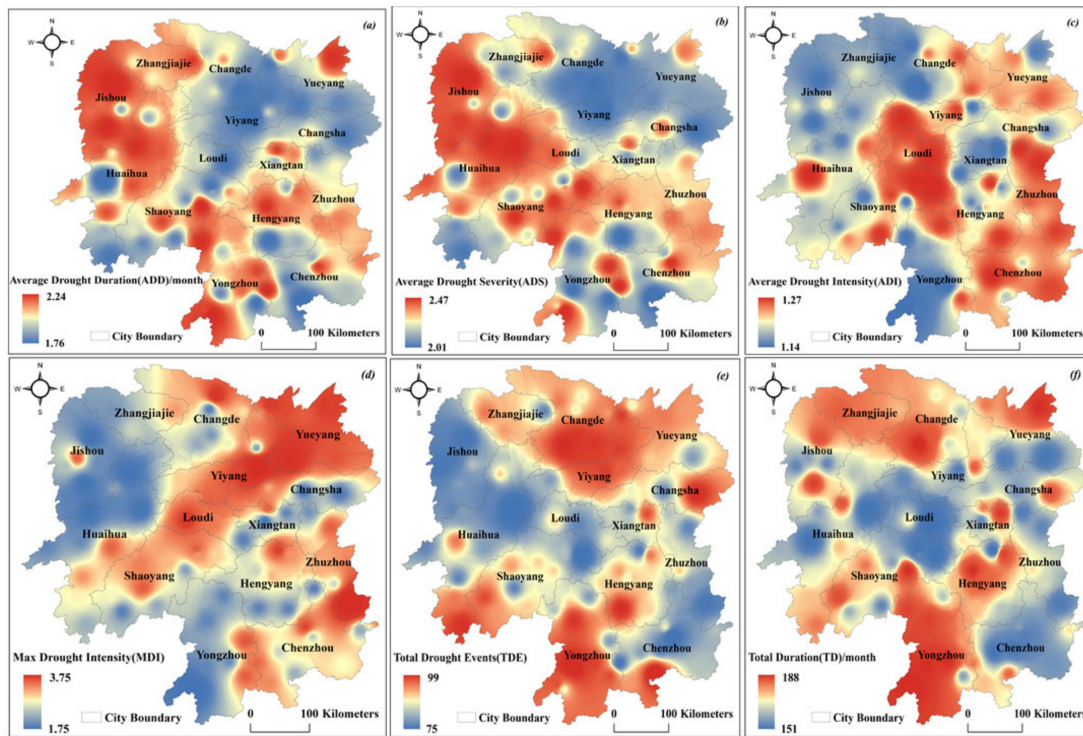 N
(a)
W E
S
Zhangjiajie
Changde
Yueyang
Jishou
Yiyang
Changsha
Loudi
Xiangtan
Huaihua
Zhuzhou
Shaoyang
Hengyang
Chenzhou
Yongzhou
Average Drought Duration(ADD)/month
2.24
1.76
City Boundary
0 100 Kilometers
N
(b)
W E
S
Zhangjiajie
Changde
Yueyang
Jishou
Yiyang
Changsha
Loudi
Xiangtan
Huaihua
Zhuzhou
Shaoyang
Hengyang
Chenzhou
Yongzhou
Average Drought Severity(ADS)
2.47
2.01
City Boundary
0 100 Kilometers
N
(c)
W E
S
Zhangjiajie
Changde
Yueyang
Jishou
Yiyang
Changsha
Loudi
Xiangtan
Huaihua
Zhuzhou
Shaoyang
Hengyang
Chenzhou
Yongzhou
Average Drought Intensity(ADI)
1.27
1.14
City Boundary
0 100 Kilometers
N
(d)
W E
S
Zhangjiajie
Changde
Yueyang
Jishou
Yiyang
Changsha
Loudi
Xiangtan
Huaihua
Zhuzhou
Shaoyang
Hengyang
Chenzhou
Yongzhou
Max Drought Intensity(MDI)
3.75
1.75
City Boundary
0 100 Kilometers
N
(e)
W E
S
Zhangjiajie
Changde
Yueyang
Jishou
Yiyang
Changsha
Loudi
Xiangtan
Huaihua
Zhuzhou
Shaoyang
Hengyang
Chenzhou
Yongzhou
Total Drought Events(TDE)
99
75
City Boundary
0 100 Kilometers
N
(f)
W E
S
Zhangjiajie
Changde
Yueyang
Jishou
Yiyang
Changsha
Loudi
Xiangtan
Huaihua
Zhuzhou
Shaoyang
Hengyang
Chenzhou
Yongzhou
Total Duration(TD)/month
188
151
City Boundary
0 100 Kilometers